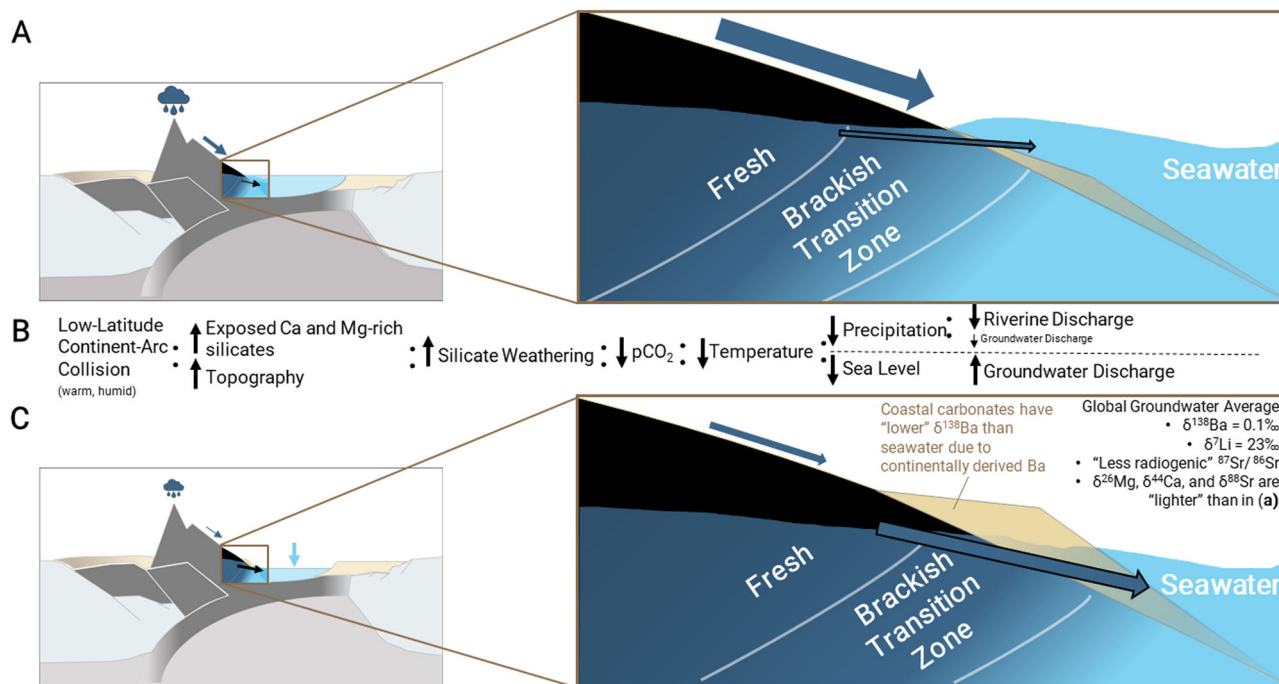 A
Fresh
Brackish
Transition
Zone
Seawater
B
Low-Latitude
Continent-Arc
Collision
(warm, humid)
Exposed Ca and Mg-rich
silicates
Topography
Silicate Weathering
pCO₂
Temperature
Precipitation
Sea Level
Riverine Discharge
Groundwater Discharge
Groundwater Discharge
C
Coastal carbonates have
“lower” δ¹³⁸Ba than
seawater due to
continentally derived Ba
Global Groundwater Average
• δ¹³⁸Ba = 0.1‰
• δ⁷Li = 23‰
• “Less radiogenic” ⁸⁷Sr/ ⁸⁶Sr
• δ²⁶Mg, δ⁴⁴Ca, and δ⁸⁸Sr are
“lighter” than in (a)
Fresh
Brackish
Transition
Zone
Seawater